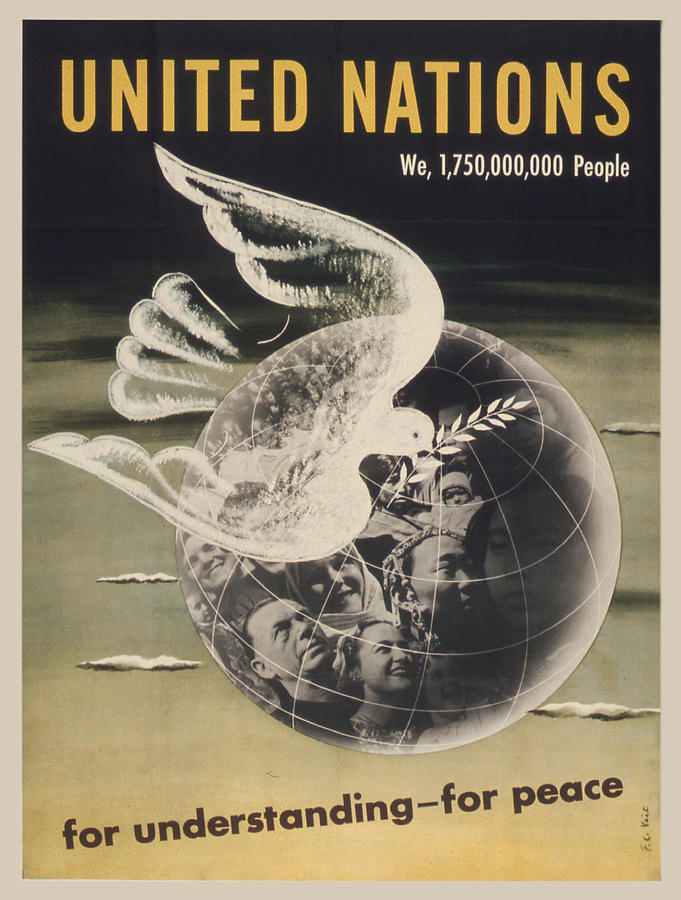 UNITED NATIONS
We, 1,750,000,000 People
for understanding—for peace